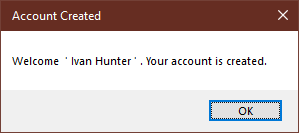 Account Created
Welcome ' Ivan Hunter ' . Your account is created.
OK